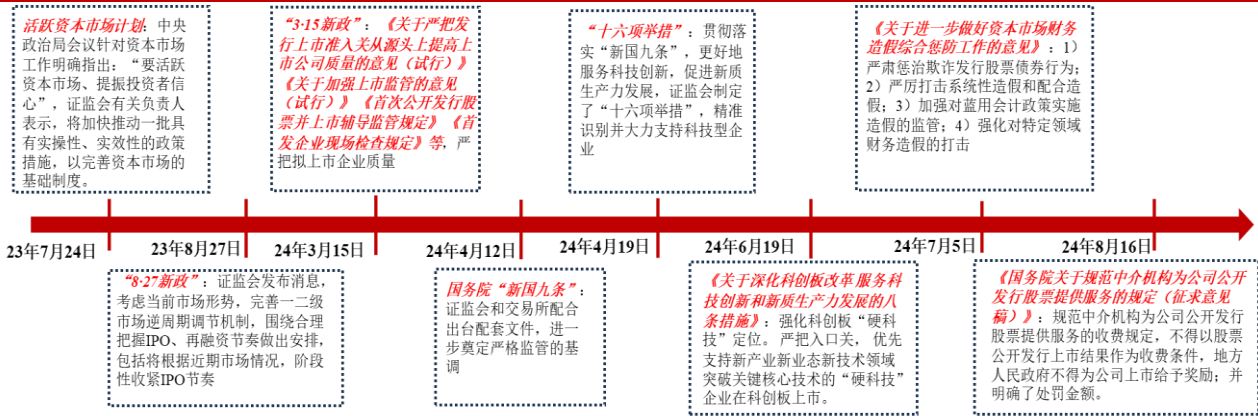 活跃资本市场计划：中央
政治局会议针对资本市场
工作明确指出：“要活跃
资本市场、提振投资者信
心”，证监会有关负责人
表示，将加快推动一批具
有实操性、实效性的政策
措施，以完善资本市场的
基础制度。
“3·15新政”：《关于严把发
行上市准入关从源头上提高上
市公司质量的意见（试行）》
《关于加强上市监管的意见
（试行）》《首次公开发行股
票并上市辅导监管规定》《首
发企业现场检查规定》等，严
把拟上市企业质量
“十六项举措”：贯彻落
实“新国九条”，更好地
服务科技创新，促进新质
生产力发展，证监会制定
了“十六项举措”，精准
识别并大力支持科技型企
业
《关于进一步做好资本市场财务
造假综合惩防工作的意见》：1）
严肃惩治欺诈发行股票债券行为；
2）严厉打击系统性造假和配合造
假；3）加强对蓝用会计政策实施
造假的监管；4）强化对特定领域
财务造假的打击
23年7月24日
23年8月27日
24年3月15日
24年4月12日
24年4月19日
24年6月19日
24年7月5日
24年8月16日
“8·27新政”：证监会发布消息，
考虑当前市场形势，完善一二级
市场逆周期调节机制，围绕合理
把握IPO、再融资节奏做出安排，
包括将根据近期市场情况，阶段
性收紧IPO节奏
国务院“新国九条”：
证监会和交易所配合
出台配套文件，进一
步奠定严格监管的基
调
《关于深化科创板改革 服务科
技创新和新质生产力发展的八
条措施》：强化科创板“硬科
技”定位。 严把入口关，优先
支持新产业新业态新技术领域
突破关键核心技术的“硬科技”
企业在科创板上市。
《国务院关于规范中介机构为公司公开
发行股票提供服务的规定（征求意见
稿）》：规范中介机构为公司公开发行
股票提供服务的收费规定，不得以股票
公开发行上市结果作为收费条件，地方
人民政府不得为公司上市给予奖励；并
明确了处罚金额。